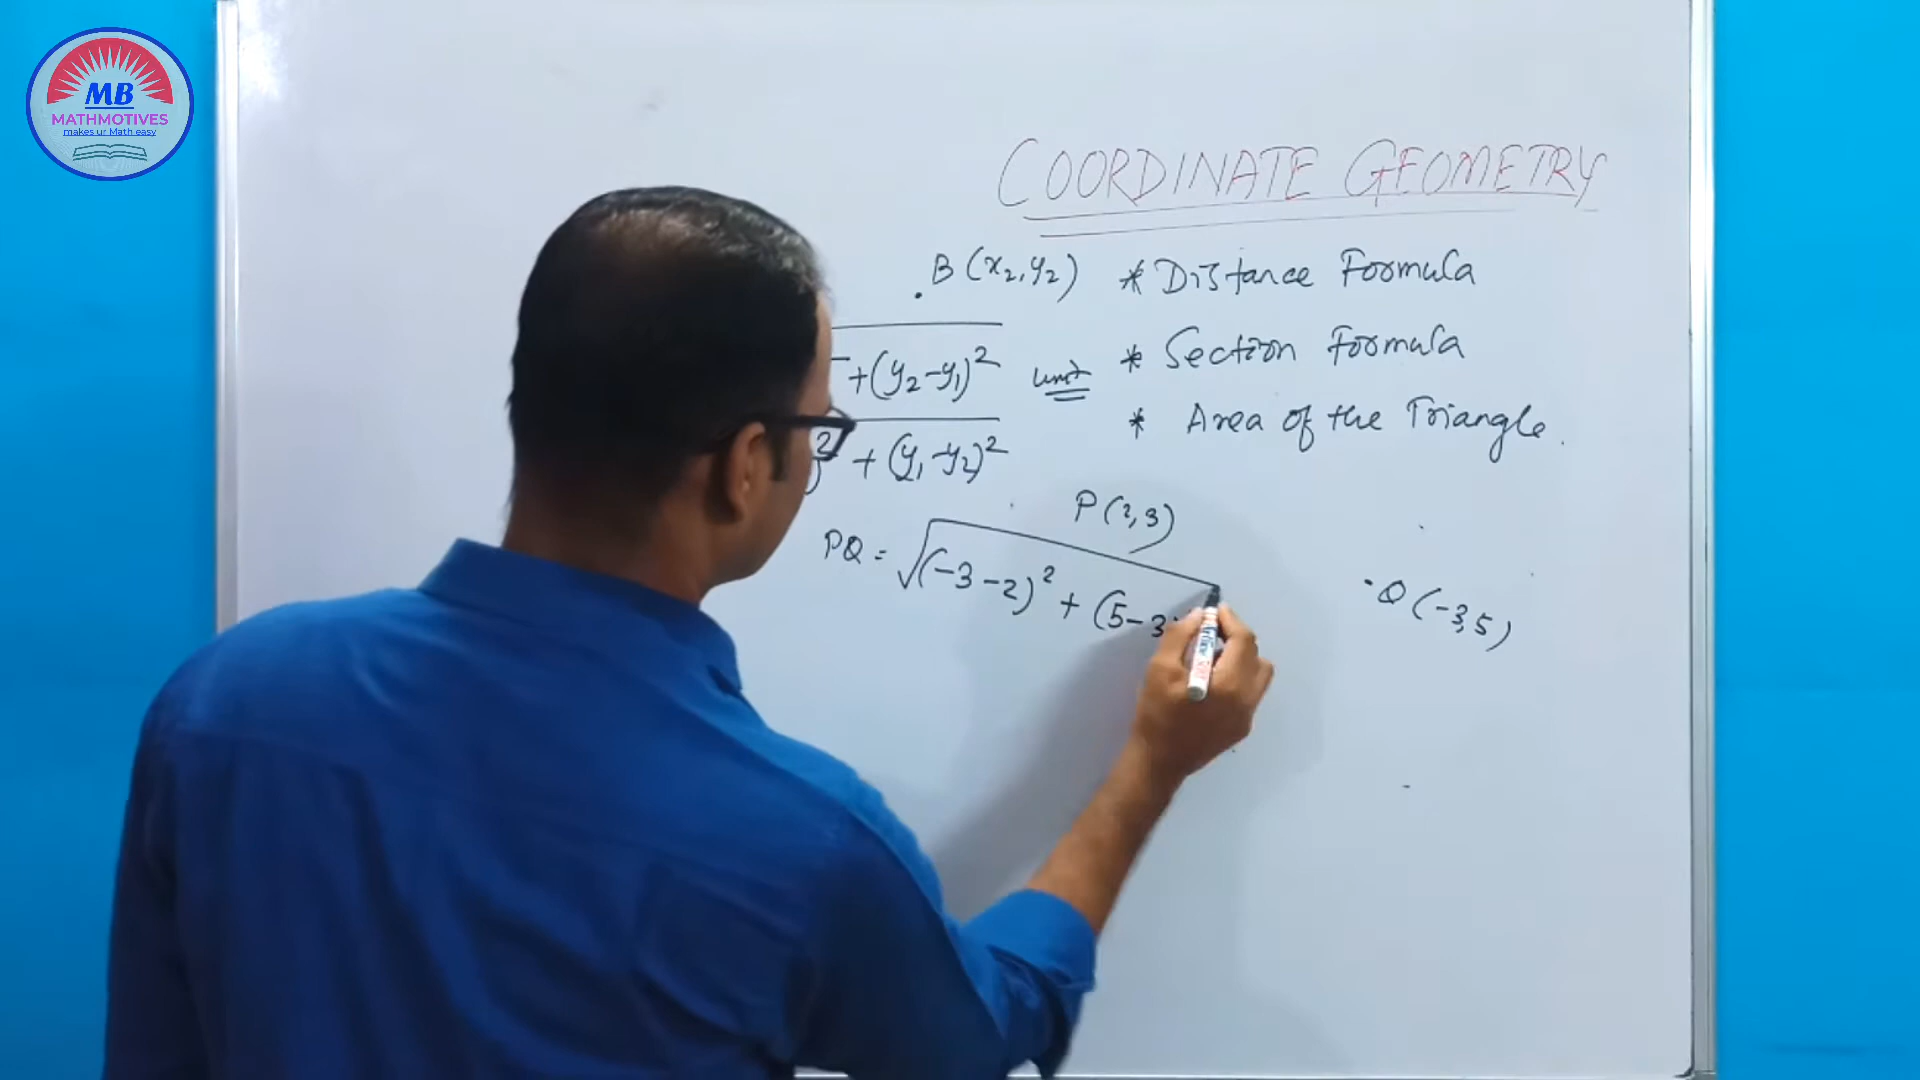 MB
MATHMOTIVES
makes ur Math easy
COORDINATE GEOMETRY
.B (x₂, y₂)
* Distance Formula
+(y₂-y₁)² unit
* Section Formula
² + (y₁-y₂)²
* Area of the Triangle.
P(2,3)
PQ = √(-3-2)² + (5-3
Q(-3,5)